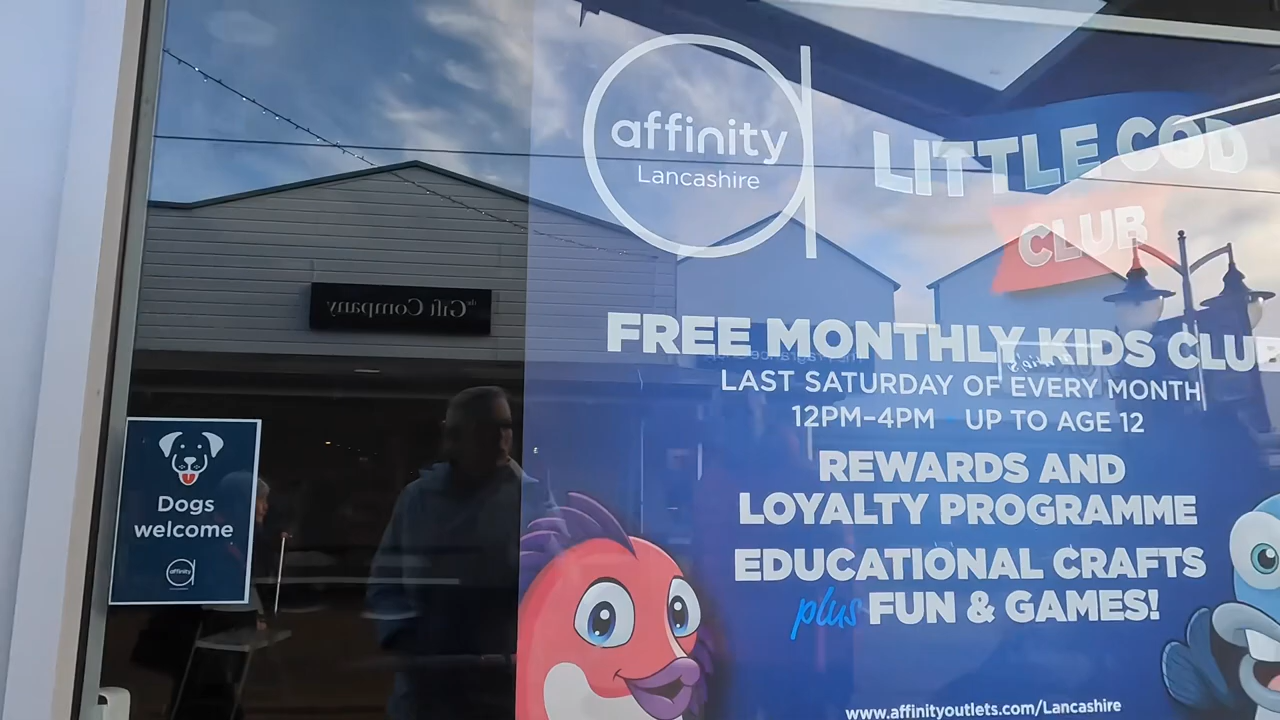 affinity
Lancashire
LITTLE COD
CLUB
the Gift Company
FREE MONTHLY KIDS CLUB
LAST SATURDAY OF EVERY MONTH
12PM-4PM UP TO AGE 12
REWARDS AND
LOYALTY PROGRAMME
EDUCATIONAL CRAFTS
plus FUN & GAMES!
www.affinityoutlets.com/Lancashire
Dogs
welcome
affinity